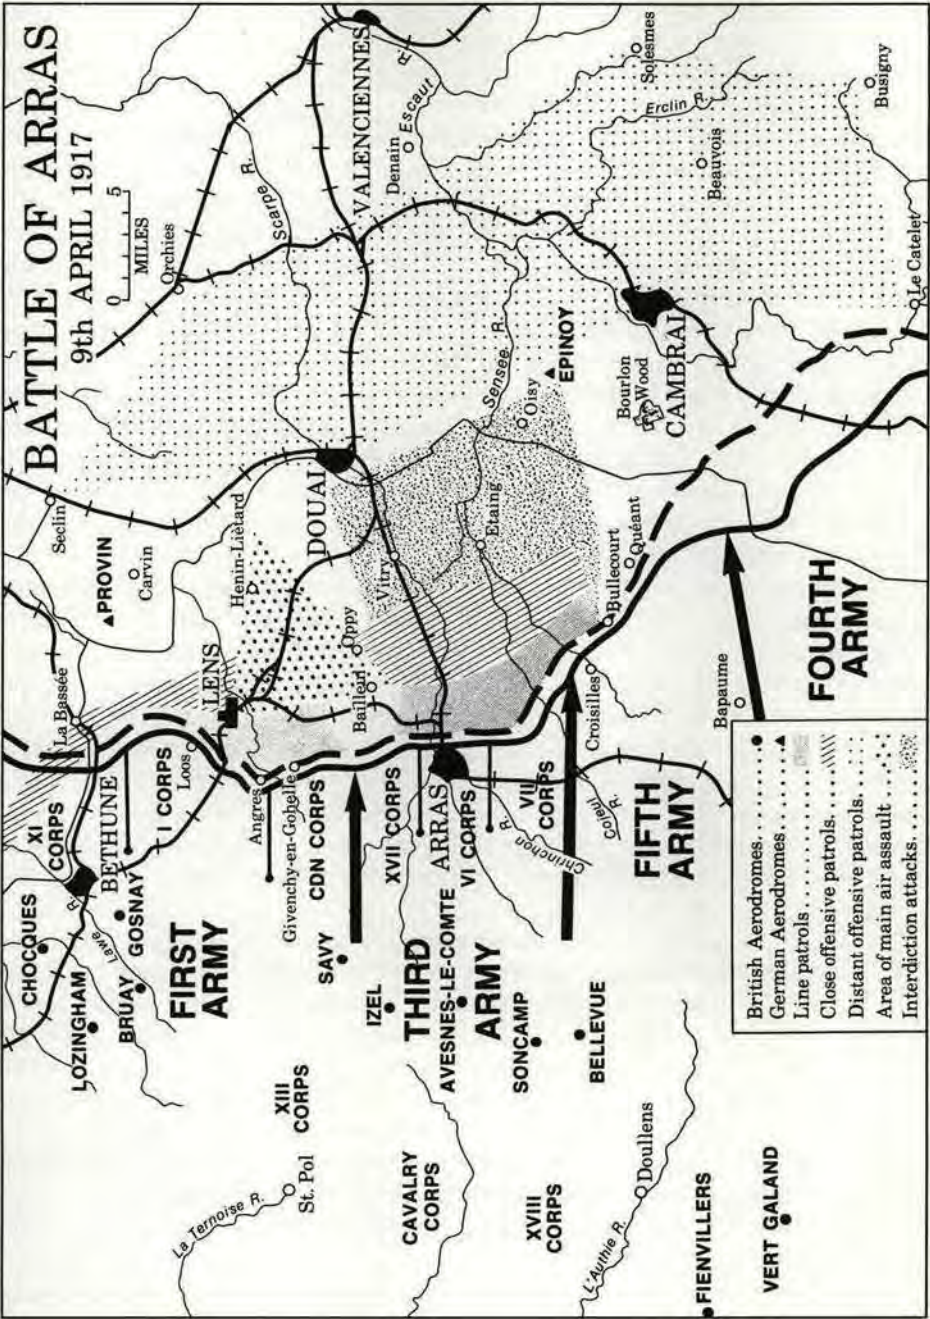 BATTLE OF ARRAS
9th APRIL 1917
0 5
MILES
Orchies
Scarpe R.
VALENCIENNES
R.
Escaut
Denain
Solesmes
Erclin R.
Beauvois
Busigny
Le Catelet
Seclin
PROVIN
Carvin
Henin-Liétard
DOUAI
Vitry
Etaing
Sensée R.
Oisy
EPINOY
Bourlon
Wood
CAMBRAI
Bullecourt
Quéant
La Bassée
LENS
Oppy
Bailleul
Croisilles
Bapaume
FOURTH
ARMY
XI
CORPS
BETHUNE
I CORPS
Loos
Angres
Givenchy-en-Gohelle
CDN CORPS
XVII CORPS
ARRAS
VI CORPS
VII
CORPS
Chrinchon
R.
Cojeul
R.
FIFTH
ARMY
CHOCQUES
Lawe
R.
GOSNAY
LOZINGHAM
BRUAY
FIRST
ARMY
SAVY
IZEL
THIRD
ARMY
AVESNES-LE-COMTE
SONCAMP
BELLEVUE
XIII
CORPS
La Ternoise R.
St. Pol
CAVALRY
CORPS
XVIII
CORPS
L'Authie R.
Doullens
FIENVILLERS
VERT GALAND
British Aerodromes
German Aerodromes
Line patrols
Close offensive patrols
Distant offensive patrols
Area of main air assault
Interdiction attacks